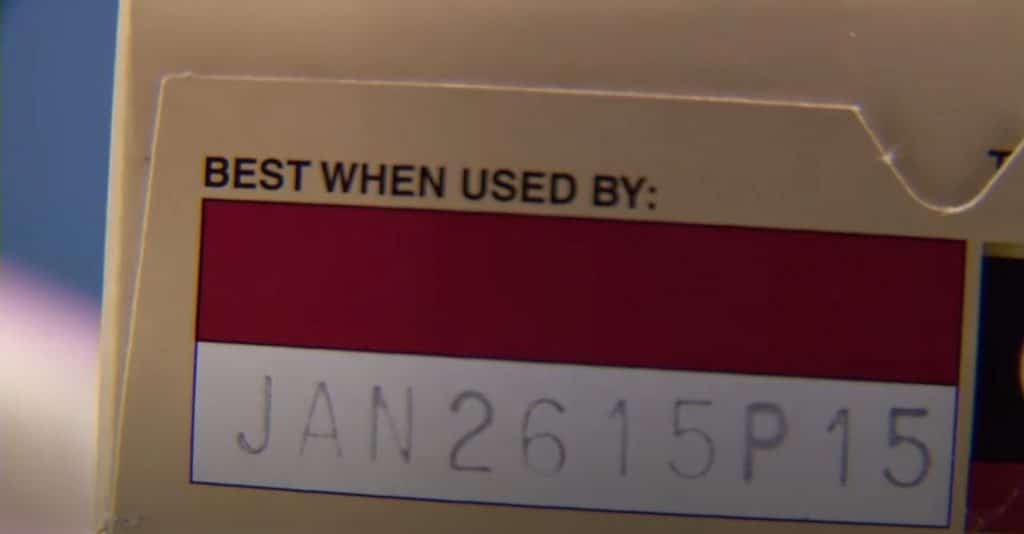 BEST WHEN USED BY:
JAN2615P15